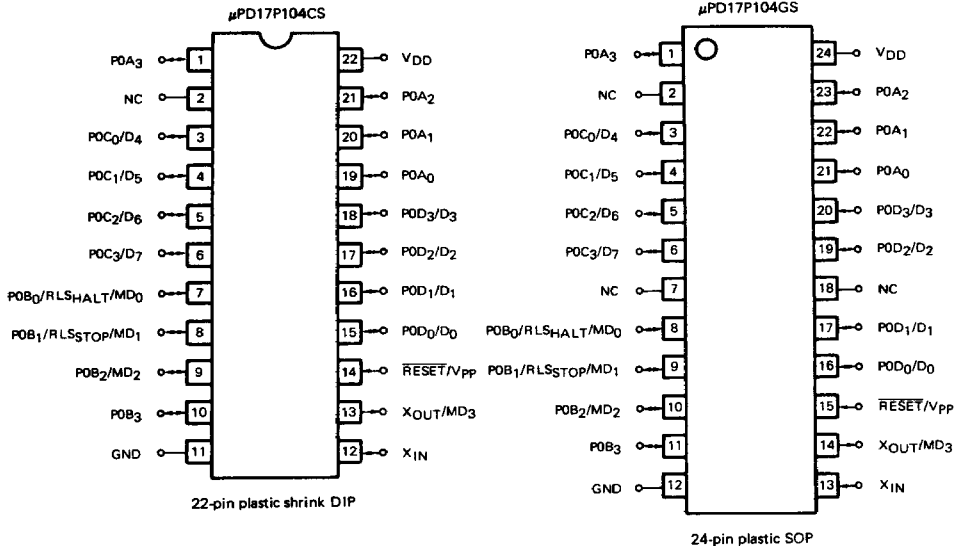 μPD17P104CS
P0A3 1 22 VDD
NC 2 21 P0A2
P0C0/D4 3 20 P0A1
P0C1/D5 4 19 P0A0
P0C2/D6 5 18 P0D3/D3
P0C3/D7 6 17 P0D2/D2
P0B0/RLSHALT/MD0 7 16 P0D1/D1
P0B1/RLSSTOP/MD1 8 15 P0D0/D0
P0B2/MD2 9 14 RESET/VPP
P0B3 10 13 XOUT/MD3
GND 11 12 XIN
22-pin plastic shrink DIP
μPD17P104GS
P0A3 1 24 VDD
NC 2 23 P0A2
P0C0/D4 3 22 P0A1
P0C1/D5 4 21 P0A0
P0C2/D6 5 20 P0D3/D3
P0C3/D7 6 19 P0D2/D2
NC 7 18 NC
P0B0/RLSHALT/MD0 8 17 P0D1/D1
P0B1/RLSSTOP/MD1 9 16 P0D0/D0
P0B2/MD2 10 15 RESET/VPP
P0B3 11 14 XOUT/MD3
GND 12 13 XIN
24-pin plastic SOP